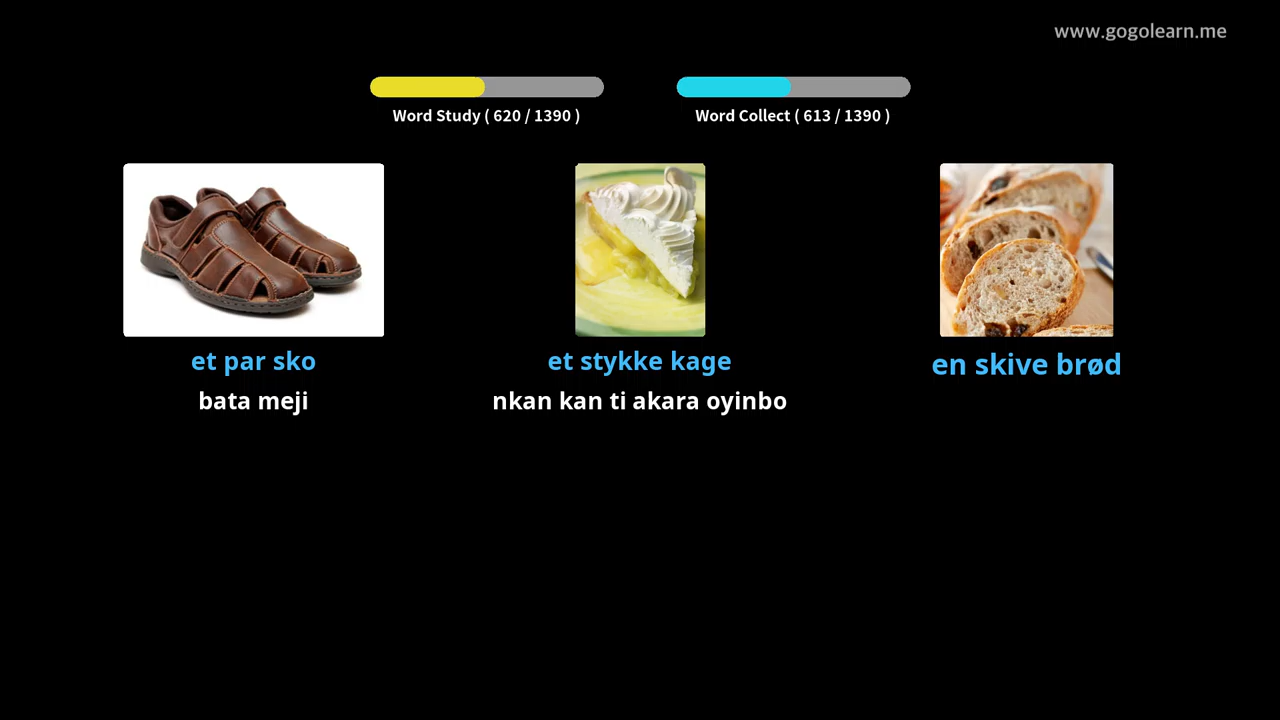 www.gogolearn.me
Word Study ( 620 / 1390 )
Word Collect ( 613 / 1390 )
et par sko
bata meji
et stykke kage
nkan kan ti akara oyinbo
en skive brød